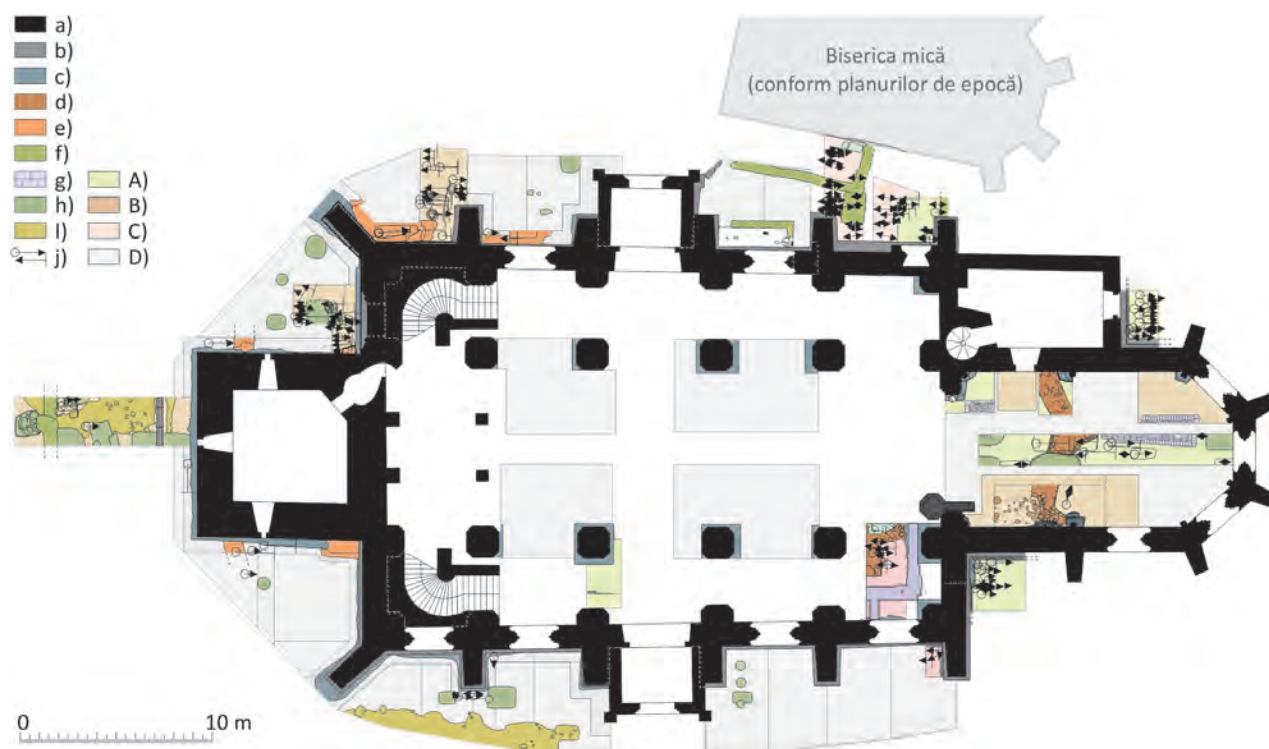 a)
b)
c)
d)
e)
f)
g)
h)
I)
j)
A)
B)
C)
D)
Biserica mică
(conform planurilor de epocă)
0 10 m